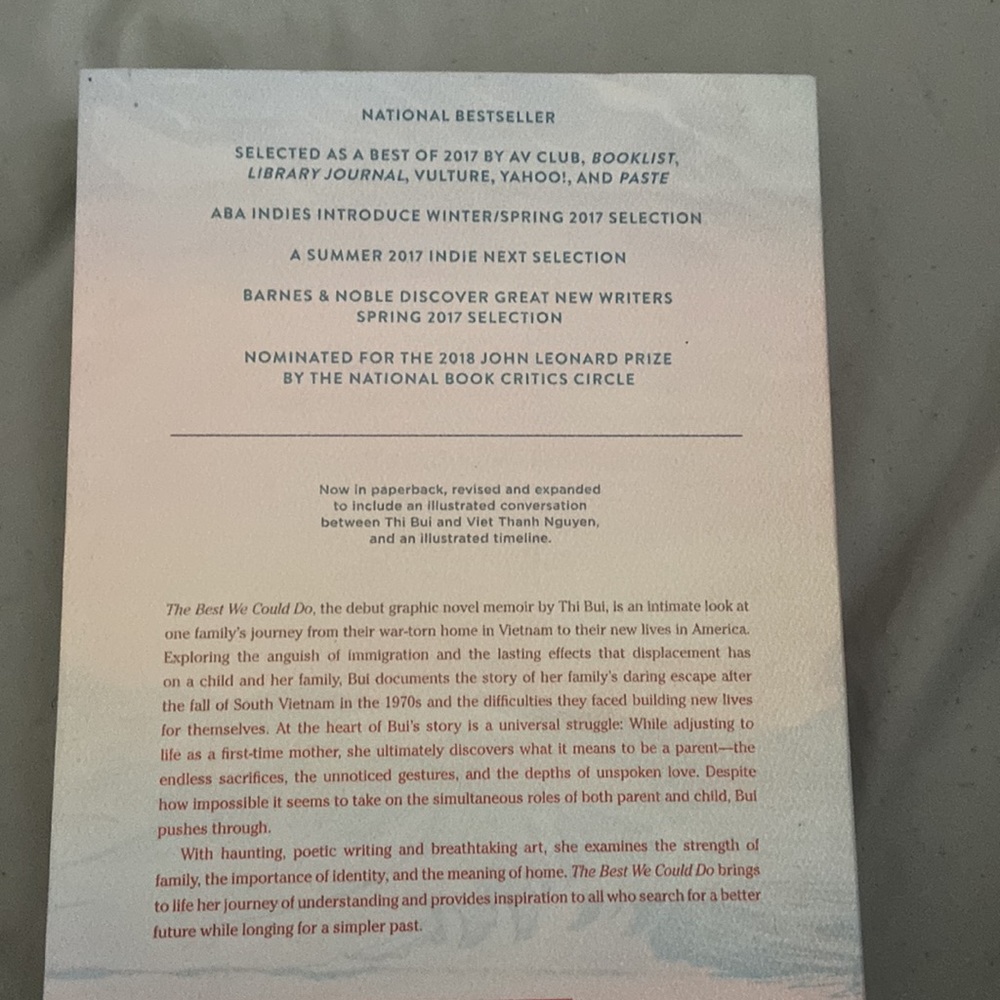 NATIONAL BESTSELLER
SELECTED AS A BEST OF 2017 BY AV CLUB, BOOKLIST,
LIBRARY JOURNAL, VULTURE, YAHOO!, AND PASTE
ABA INDIES INTRODUCE WINTER/SPRING 2017 SELECTION
A SUMMER 2017 INDIE NEXT SELECTION
BARNES & NOBLE DISCOVER GREAT NEW WRITERS
SPRING 2017 SELECTION
NOMINATED FOR THE 2018 JOHN LEONARD PRIZE
BY THE NATIONAL BOOK CRITICS CIRCLE
Now in paperback, revised and expanded
to include an illustrated conversation
between Thi Bui and Viet Thanh Nguyen,
and an illustrated timeline.
The Best We Could Do, the debut graphic novel memoir by Thi Bui, is an intimate look at
one family's journey from their war-torn home in Vietnam to their new lives in America.
Exploring the anguish of immigration and the lasting effects that displacement has
on a child and her family, Bui documents the story of her family's daring escape after
the fall of South Vietnam in the 1970s and the difficulties they faced building new lives
for themselves. At the heart of Bui's story is a universal struggle: While adjusting to
life as a first-time mother, she ultimately discovers what it means to be a parent—the
endless sacrifices, the unnoticed gestures, and the depths of unspoken love. Despite
how impossible it seems to take on the simultaneous roles of both parent and child, Bui
pushes through.
With haunting, poetic writing and breathtaking art, she examines the strength of
family, the importance of identity, and the meaning of home. The Best We Could Do brings
to life her journey of understanding and provides inspiration to all who search for a better
future while longing for a simpler past.